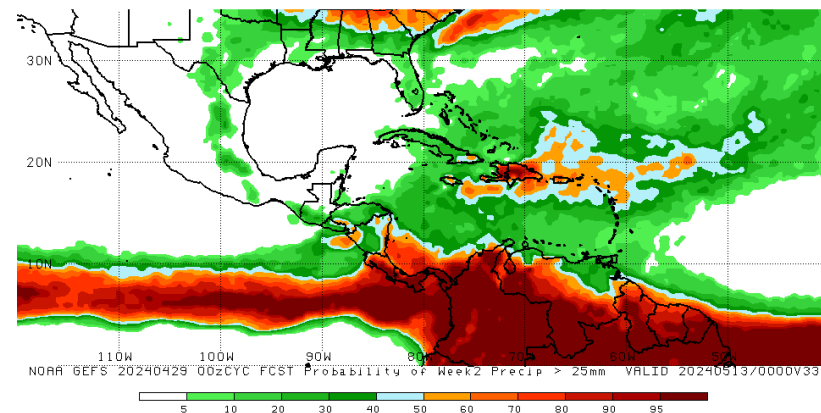 30N
20N
10N
110W 100W 90W 80W 70W 60W 50W
NOAA GEFS 20240429 00zCYC FCST Probability of Week2 Precip > 25mm VALID 20240513/0000V33
5 10 20 30 40 50 60 70 80 90 95